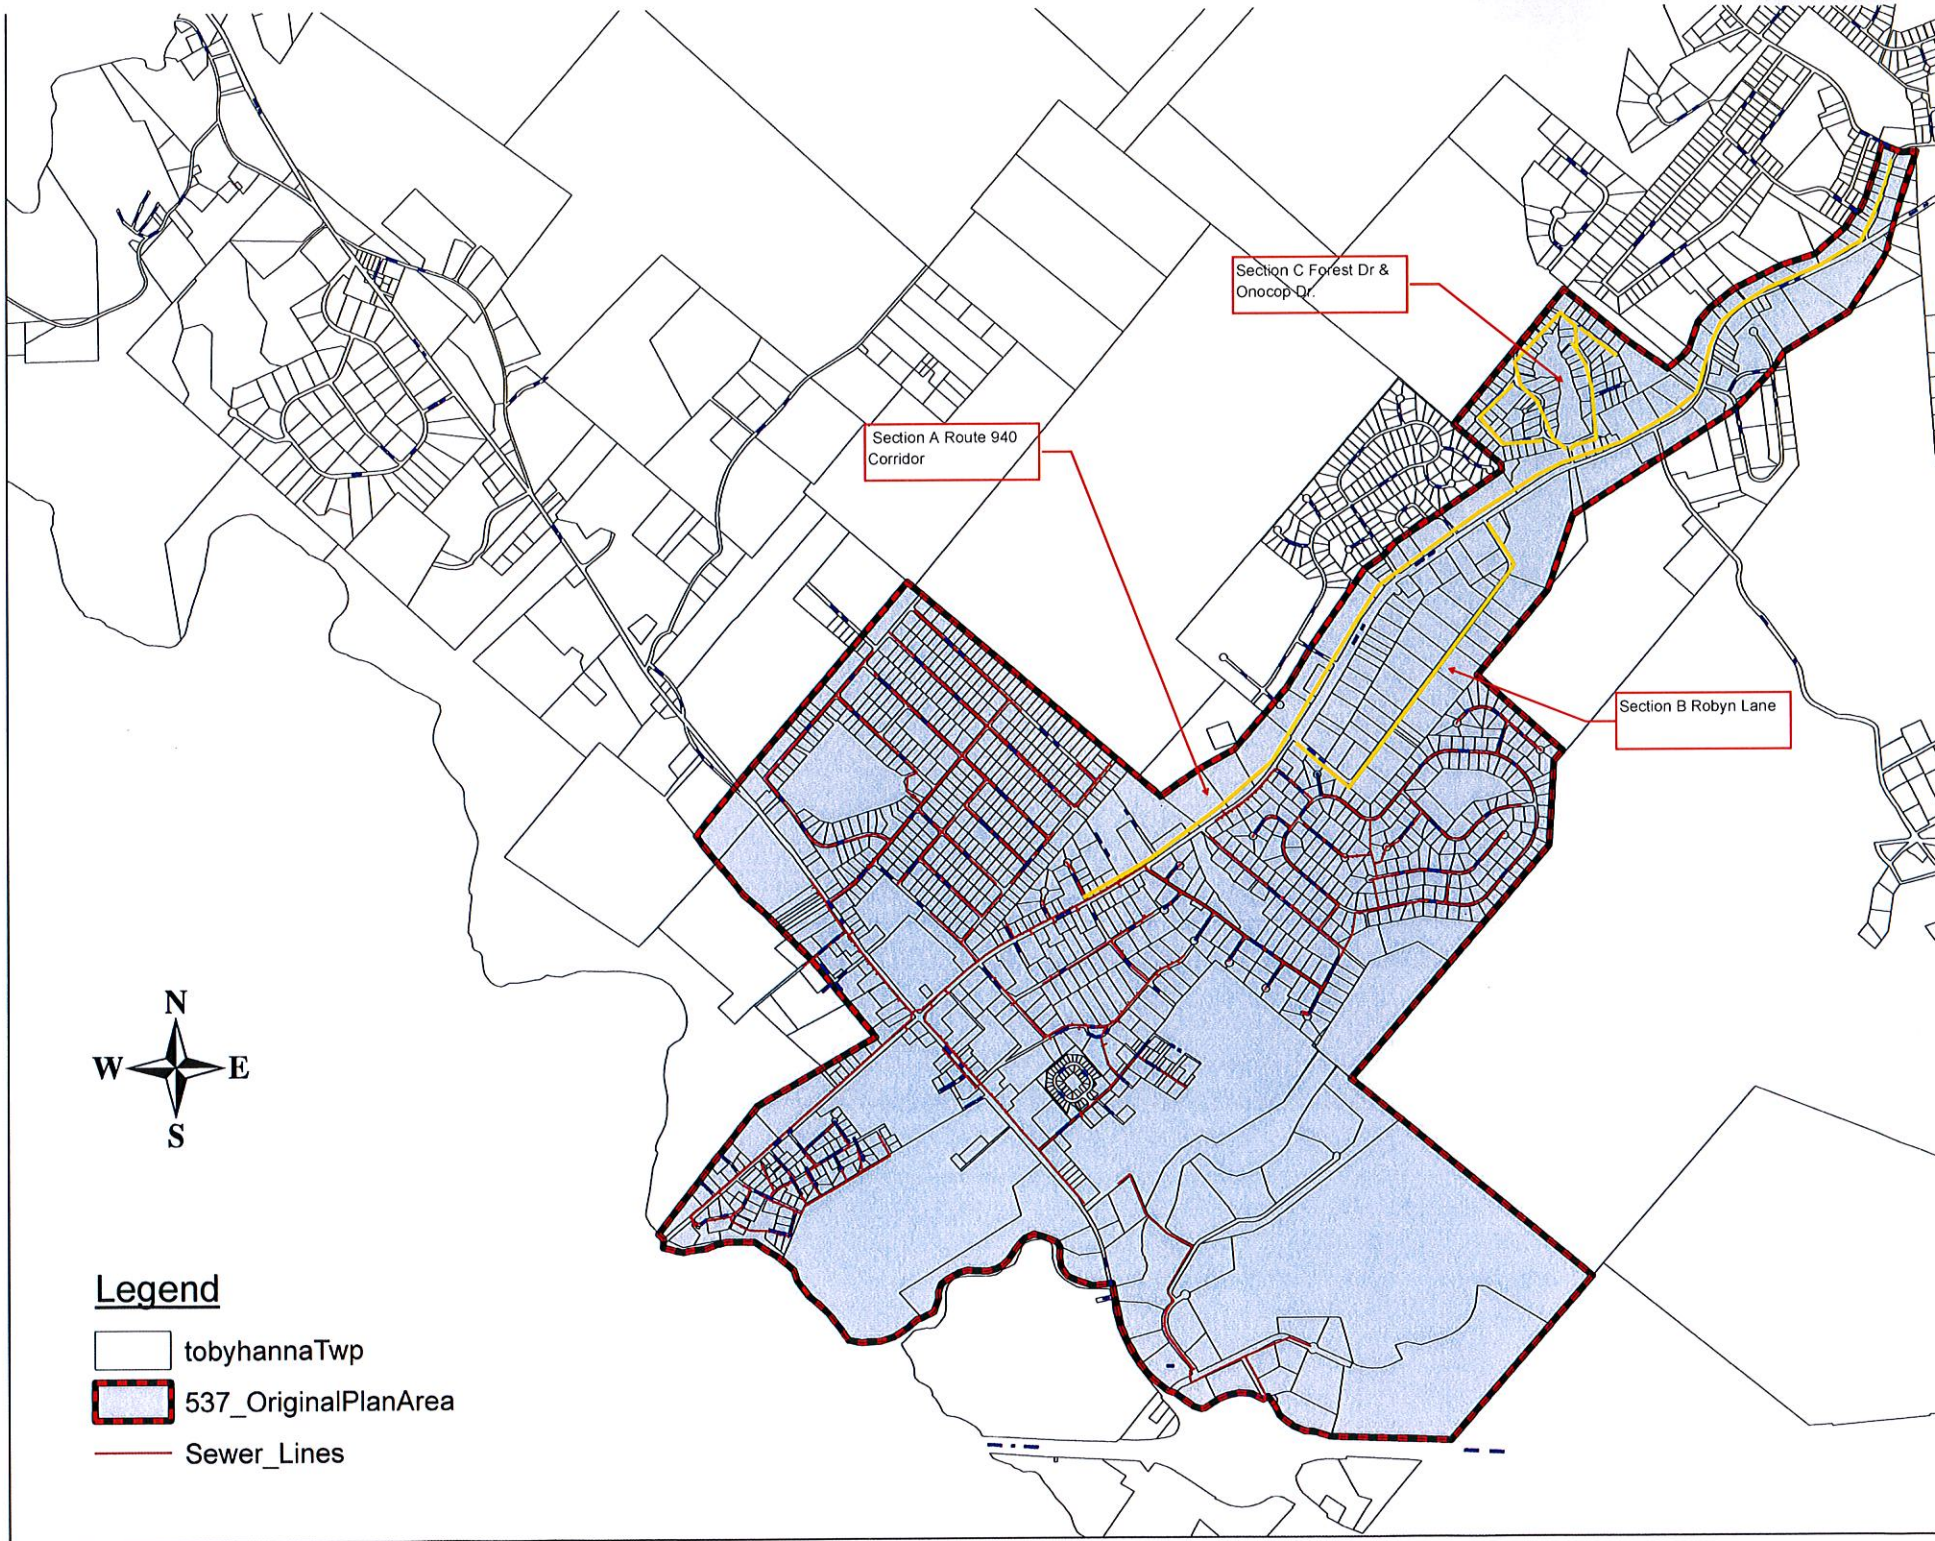 Section C Forest Dr &
Onocop Dr.
Section A Route 940
Corridor
Section B Robyn Lane
N
W E
S
Legend
tobyhannaTwp
537_OriginalPlanArea
Sewer_Lines